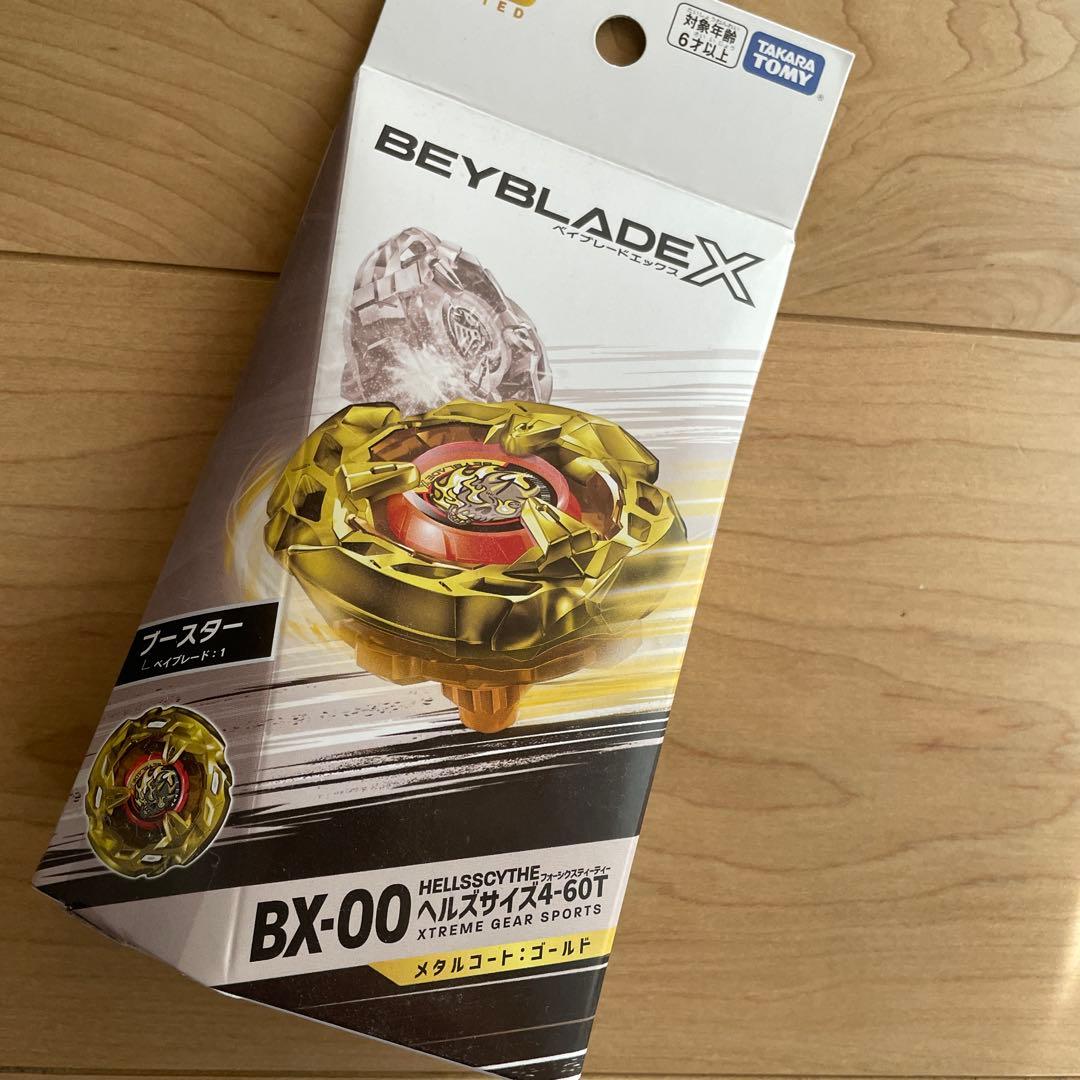 対象年齢
6才以上
TAKARA
TOMY
BEYBLADE X
ベイブレードエックス
ブースター
ベイブレード:1
HELLSSCYTHE
フォーシックスティーティー
BX-00 ヘルズサイズ4-60T
XTREME GEAR SPORTS
メタルコート:ゴールド